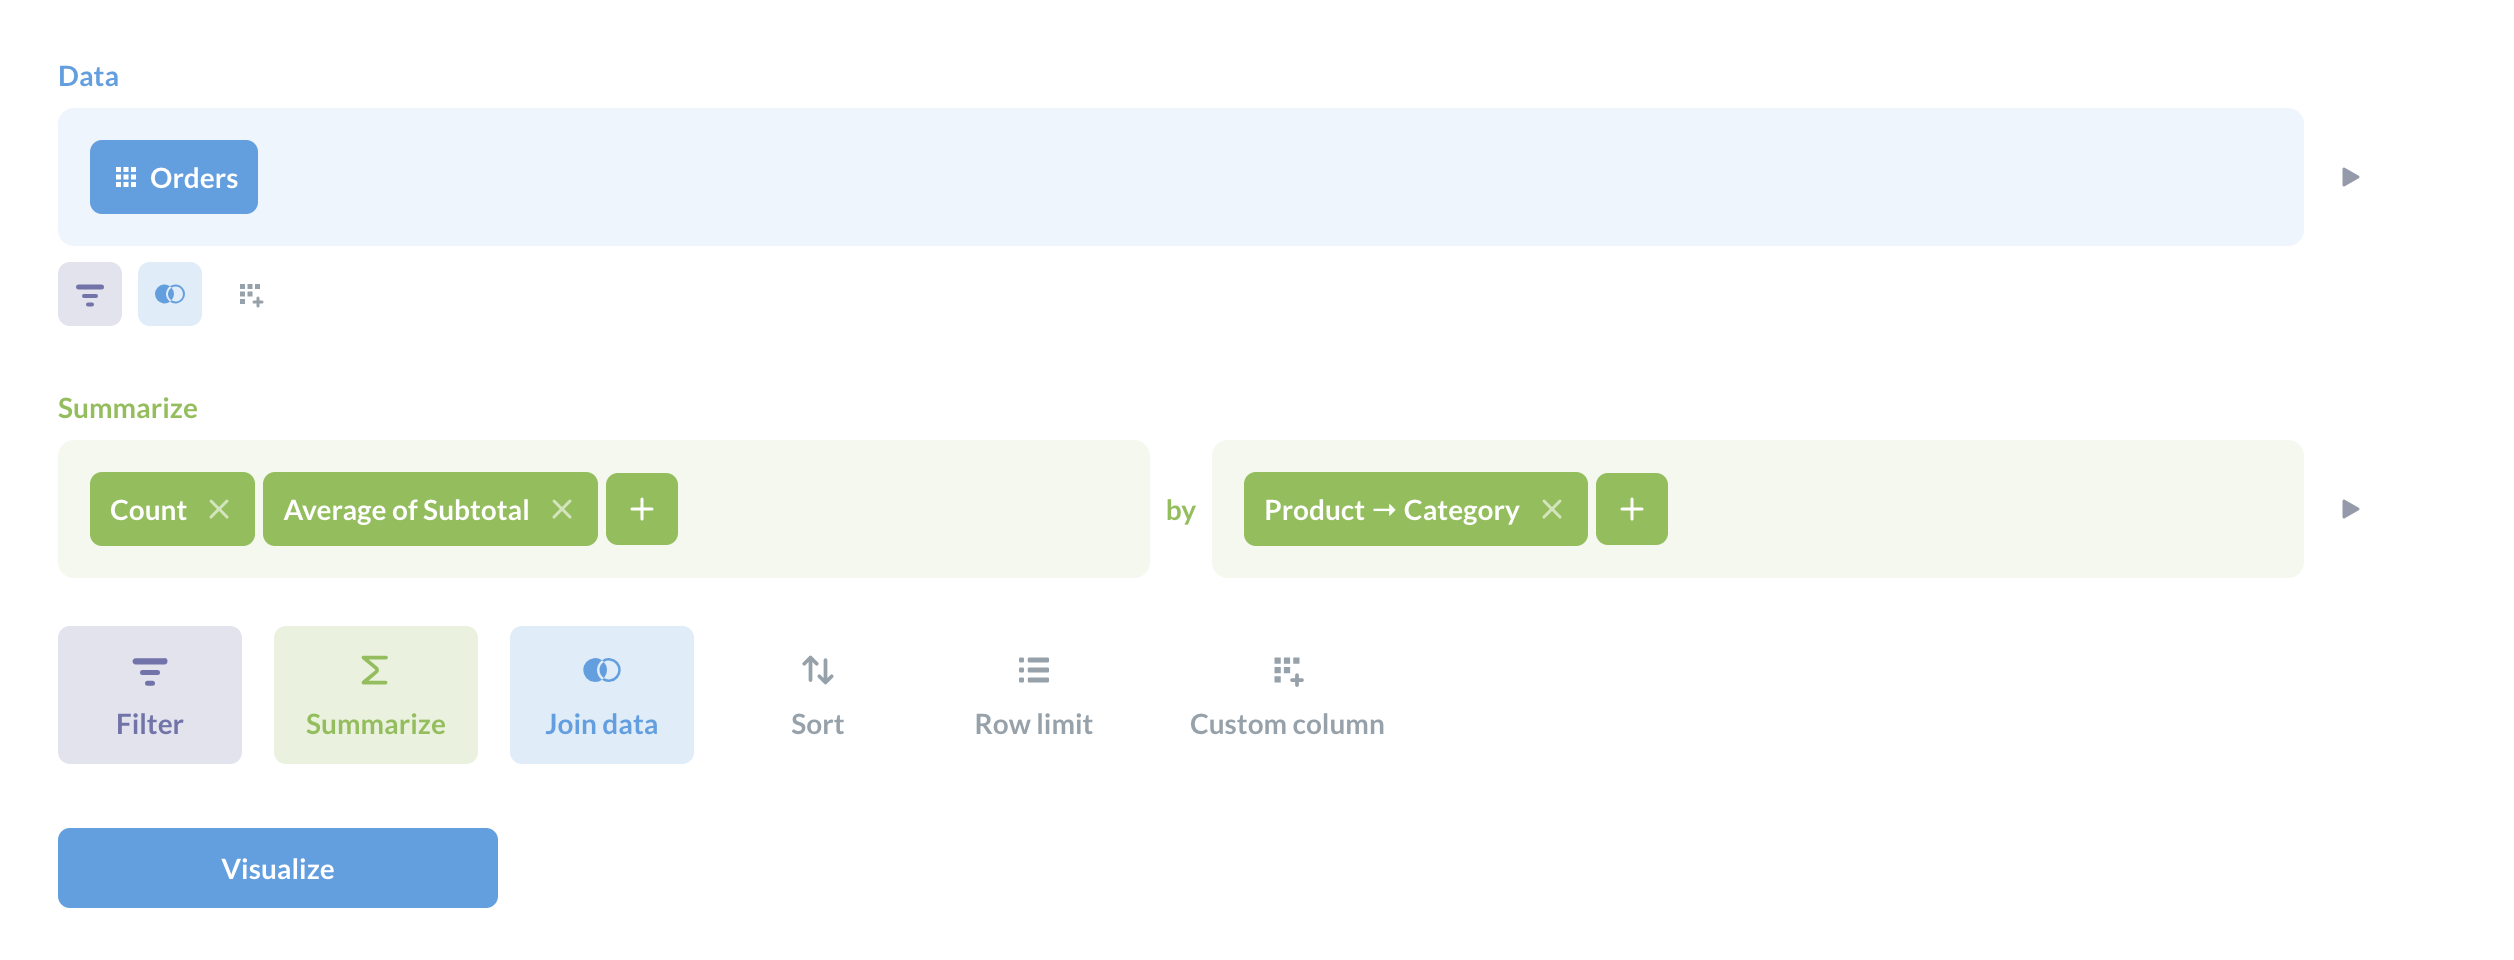 Data
Orders
Summarize
Count Average of Subtotal by Product → Category
Filter Summarize Join data Sort Row limit Custom column
Visualize